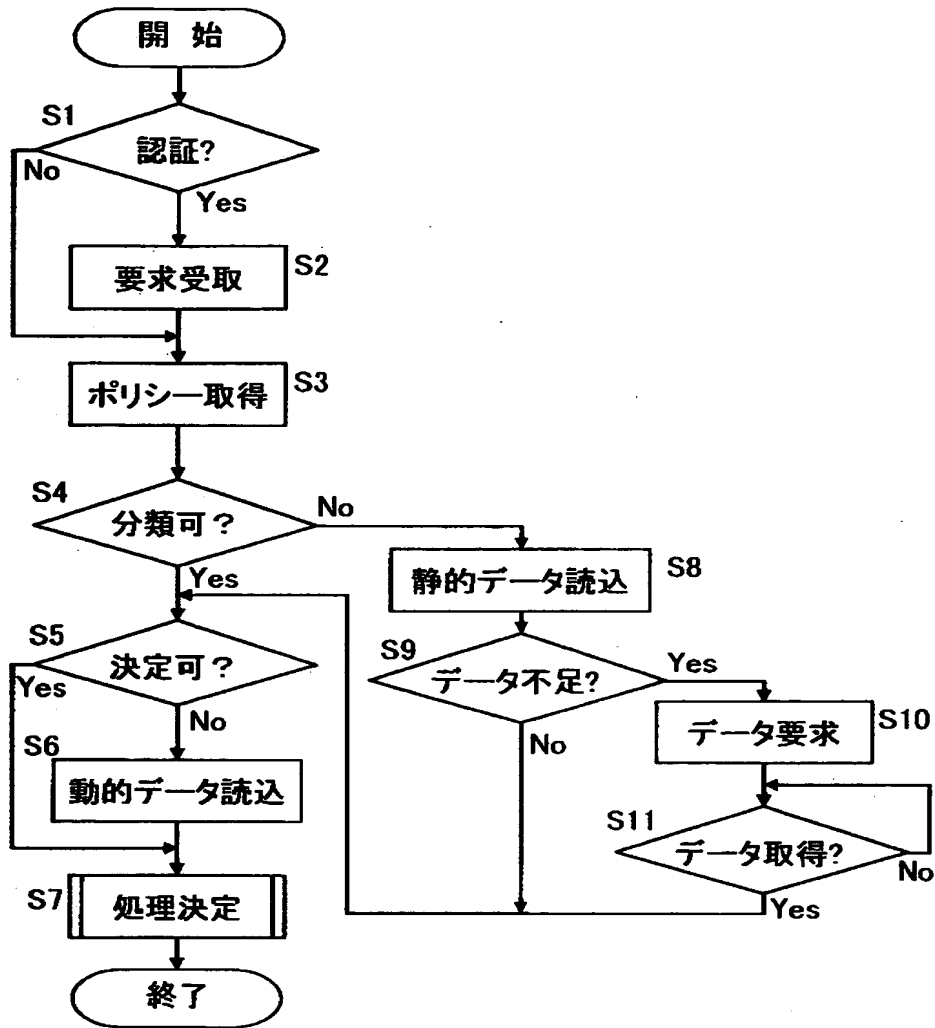 開 始
S1
認証?
No
Yes
要求受取
S2
ポリシー取得
S3
S4
分類可?
No
Yes
静的データ読込
S8
S5
決定可?
Yes
No
S9
データ不足?
Yes
No
データ要求
S10
S6
動的データ読込
S11
データ取得?
No
Yes
S7
処理決定
終了